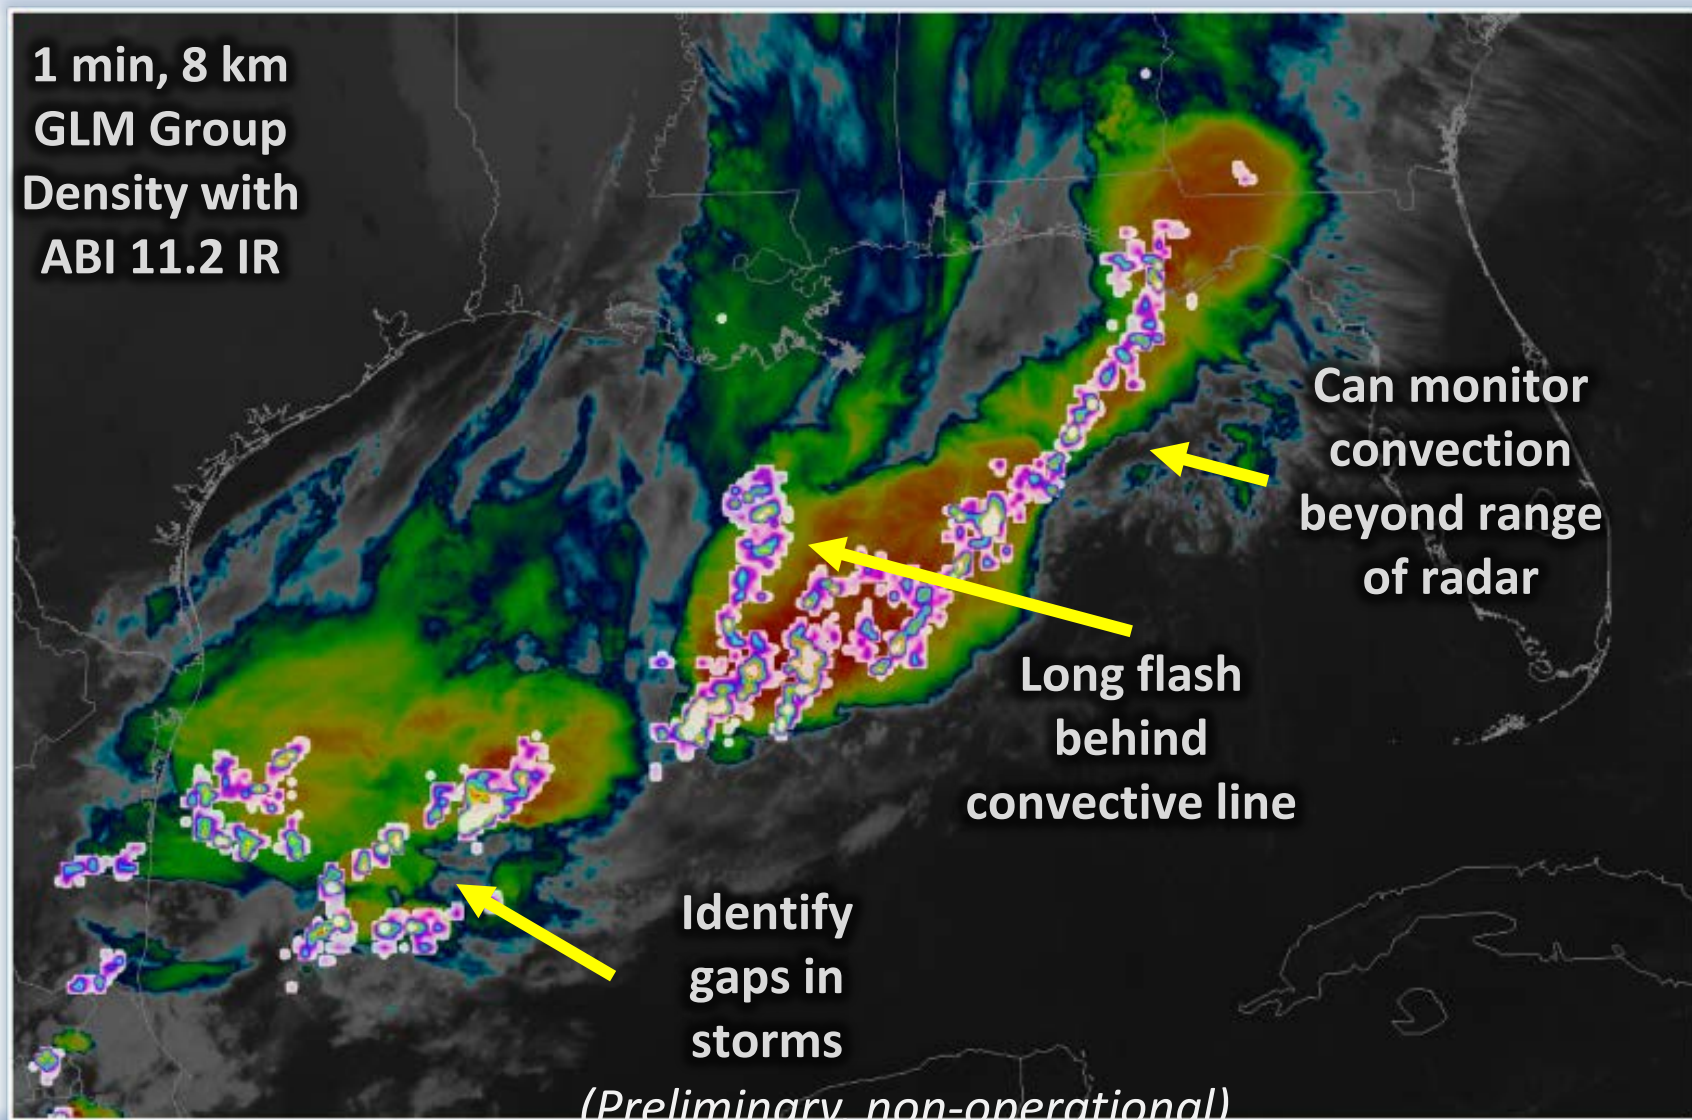 1 min, 8 km
GLM Group
Density with
ABI 11.2 IR
Can monitor
convection
beyond range
of radar
Long flash
behind
convective line
Identify
gaps in
storms
(Preliminary, non-operational)